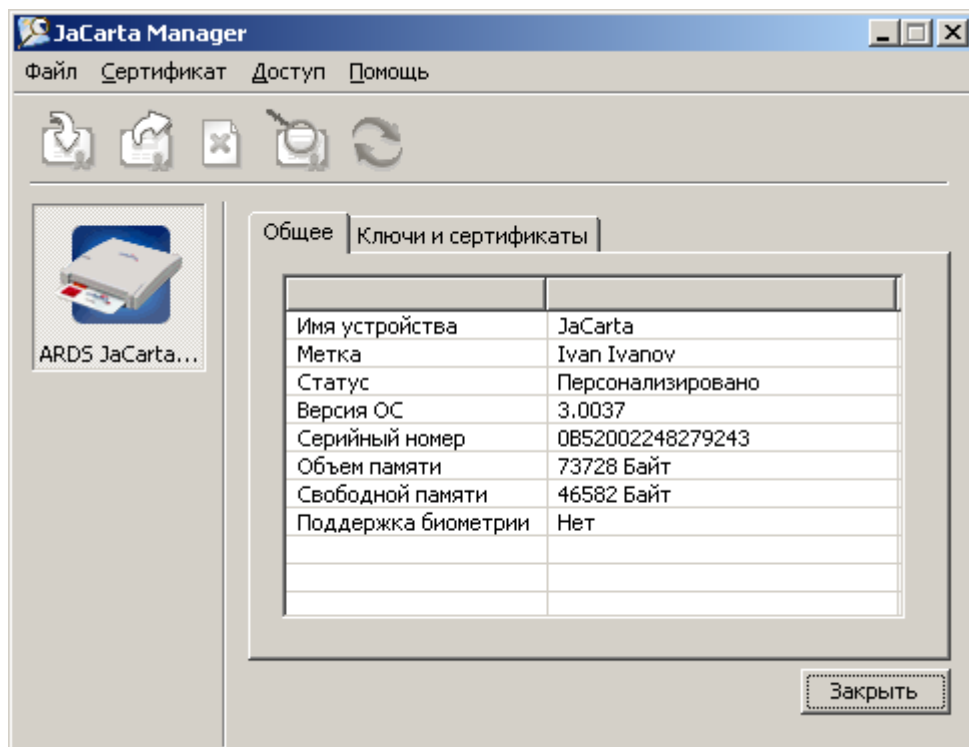 JaCarta Manager
Файл Сертификат Доступ Помощь
ARDS JaCarta...
Общее Ключи и сертификаты
Имя устройства JaCarta
Метка Ivan Ivanov
Статус Персонализировано
Версия ОС 3.0037
Серийный номер 0B52002248279243
Объем памяти 73728 Байт
Свободной памяти 46582 Байт
Поддержка биометрии Нет
Закрыть